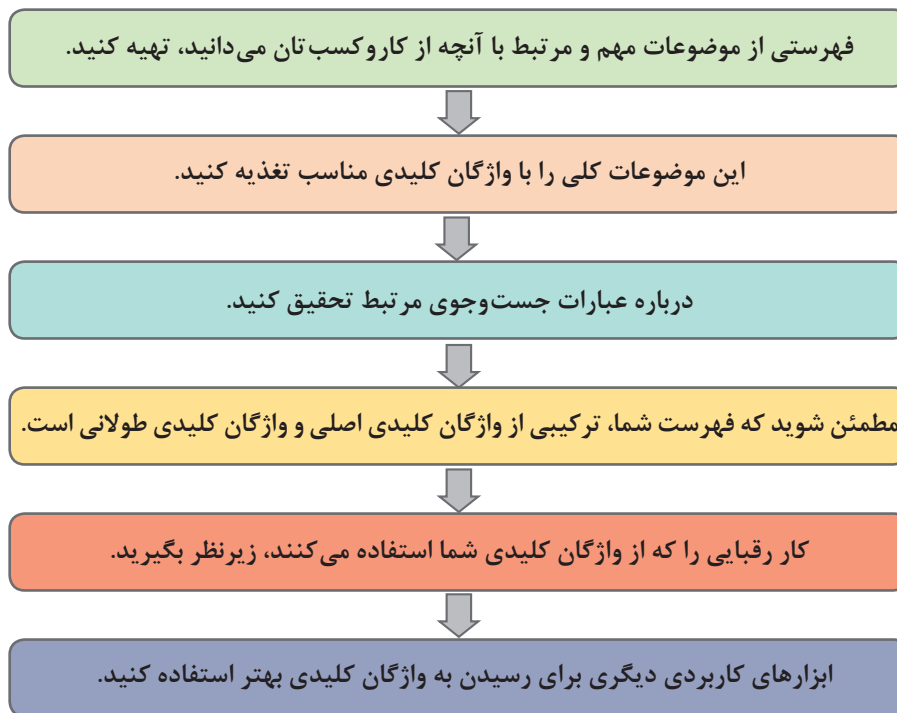 فهرستی از موضوعات مهم و مرتبط با آنچه از کاروکسب‌تان می‌دانید، تهیه کنید.
این موضوعات کلی را با واژگان کلیدی مناسب تغذیه کنید.
درباره عبارات جست‌وجوی مرتبط تحقیق کنید.
مطمئن شوید که فهرست شما، ترکیبی از واژگان کلیدی اصلی و واژگان کلیدی طولانی است.
کار رقبایی را که از واژگان کلیدی شما استفاده می‌کنند، زیرنظر بگیرید.
ابزارهای کاربردی دیگری برای رسیدن به واژگان کلیدی بهتر استفاده کنید.